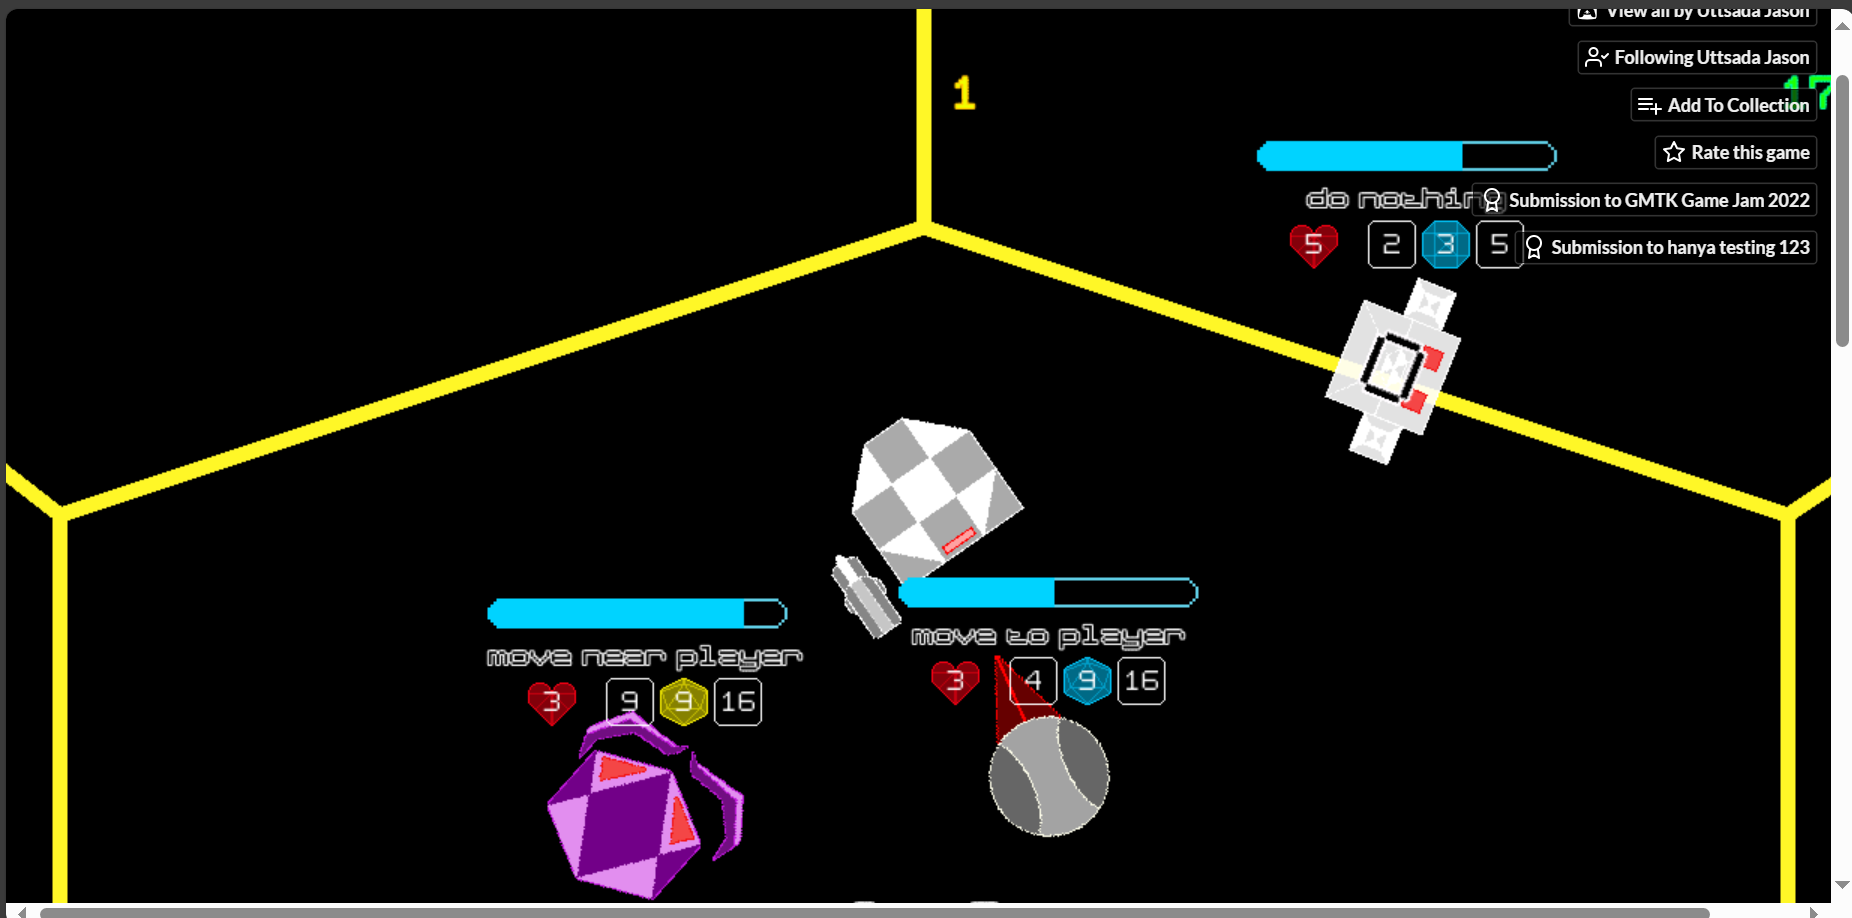 View all by Uttsada Jason
Following Uttsada Jason
1
17
Add To Collection
Rate this game
do nothing
Submission to GMTK Game Jam 2022
5 2 3 5
Submission to hanya testing 123
move to player
3 4 9 16
move near player
3 9 9 16